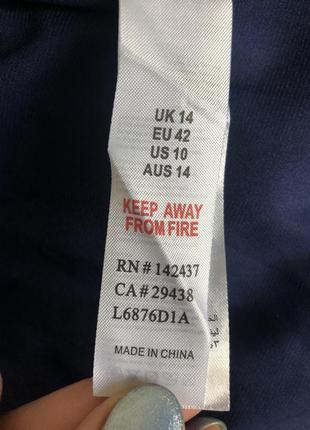 UK 14
EU 42
US 10
AUS 14
KEEP AWAY
FROM FIRE
RN # 142437
CA # 29438
L6876D1A
MADE IN CHINA